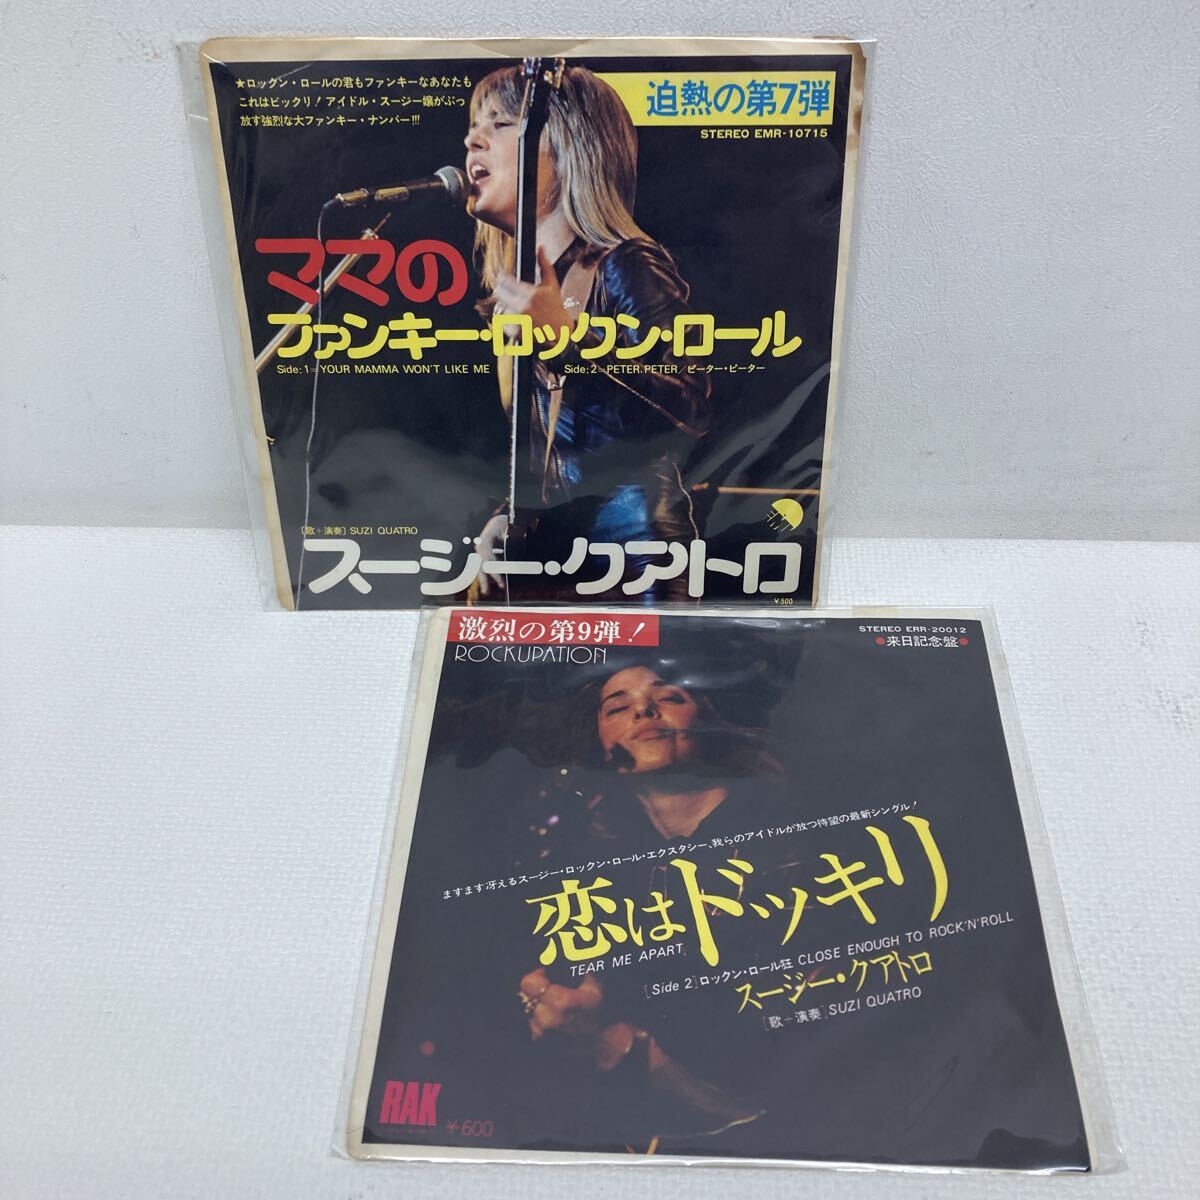 ★ロックン・ロールの君もファンキーなあなたも
これはビックリ！アイドル・スージー嬢がぶっ
放す強烈な大ファンキー・ナンバー!!!
迫熱の第7弾
STEREO EMR-10715
ママの
ファンキー・ロックン・ロール
Side: 1＝YOUR MAMMA WON'T LIKE ME
Side: 2＝PETER, PETER／ピーター・ピーター
〔歌＋演奏〕SUZI QUATRO
スージー・クアトロ
¥500
EMI
激烈の第9弾！
ROCKUPATION
STEREO ERR-20012
●来日記念盤●
ますます冴えるスージー・ロックン・ロール・エクスタシー、我らのアイドルが放つ待望の最新シングル！
恋はドッキリ
TEAR ME APART
［Side 2］ロックン・ロール狂 CLOSE ENOUGH TO ROCK'N'ROLL
スージー・クアトロ
［歌＋演奏］SUZI QUATRO
RAK
¥600